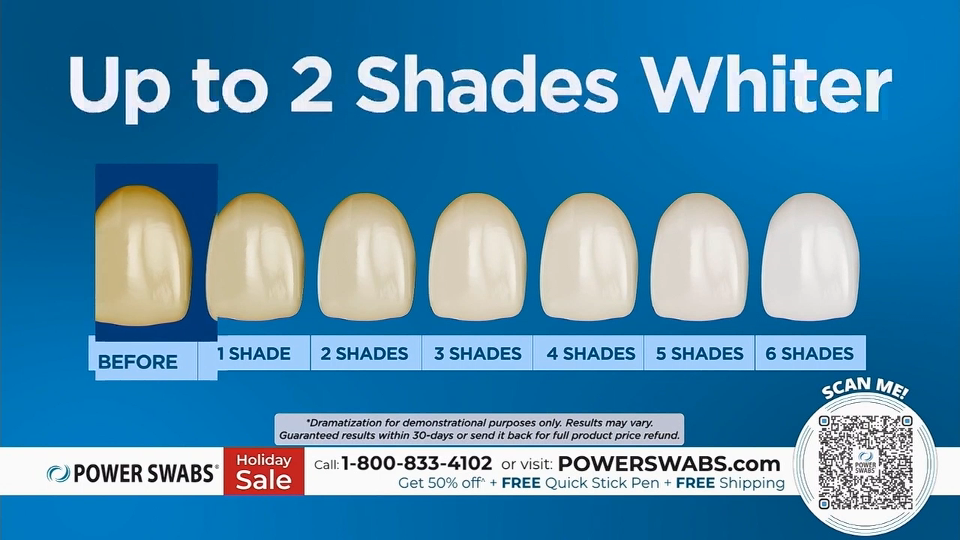 Up to 2 Shades Whiter
BEFORE
1 SHADE
2 SHADES
3 SHADES
4 SHADES
5 SHADES
6 SHADES
SCAN ME!
*Dramatization for demonstrational purposes only. Results may vary.
Guaranteed results within 30-days or send it back for full product price refund.
POWER SWABS®
Holiday
Sale
Call: 1-800-833-4102 or visit: POWERSWABS.com
Get 50% off^ + FREE Quick Stick Pen + FREE Shipping
POWER
SWABS